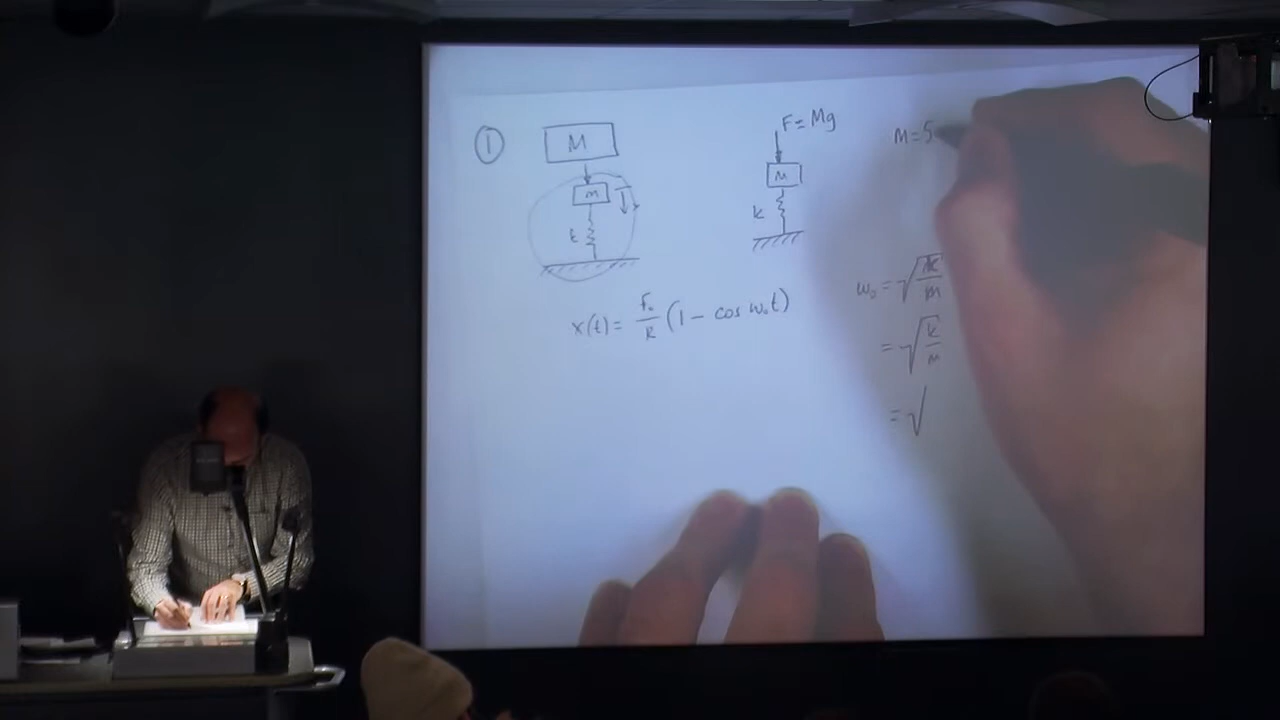 ①
M
m
k
F = Mg
m
k
x(t) = F₀/k (1 - cos ω₀t)
M = 5
ω₀ = √k/m
= √k/m
= √